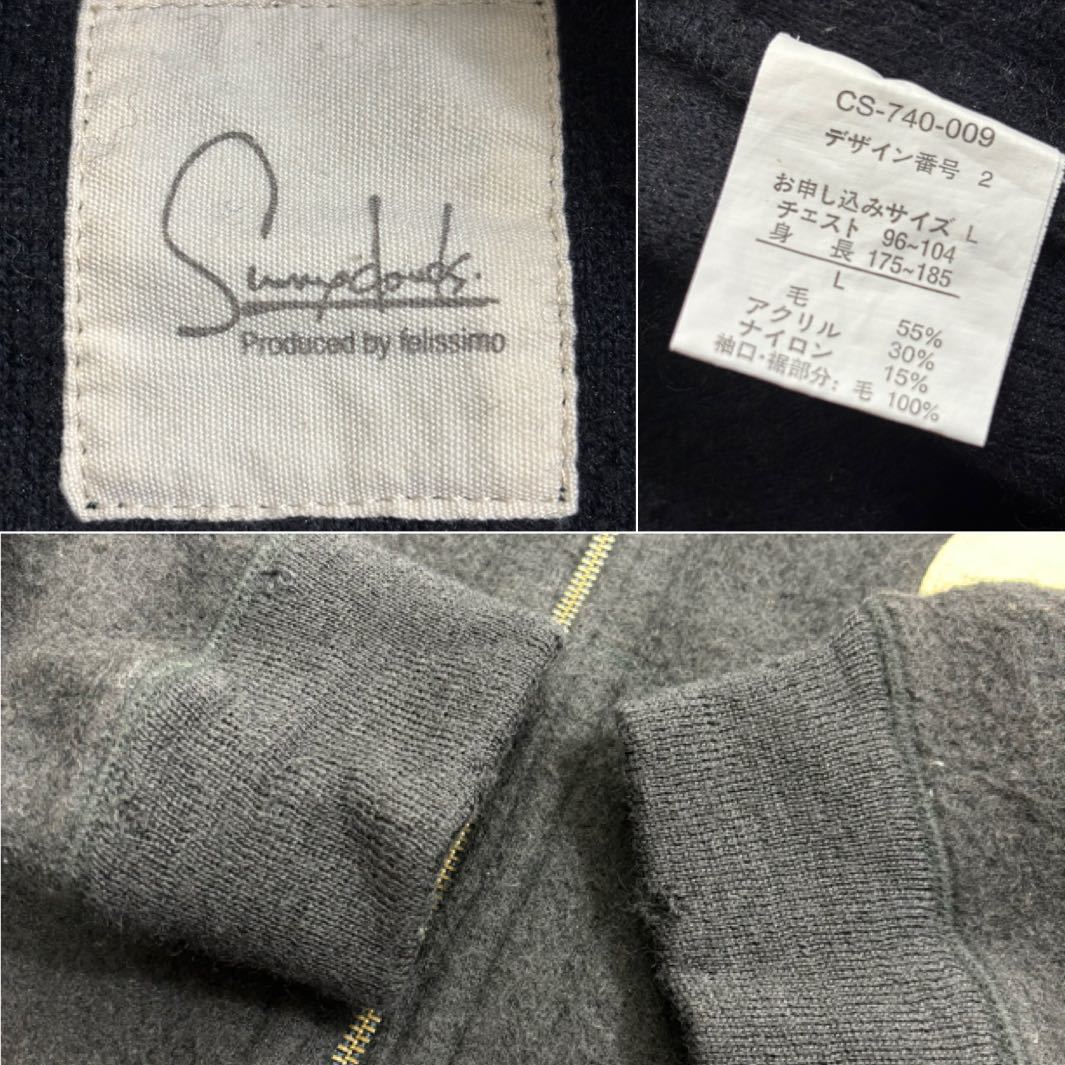 Sunnyclouds.
Produced by felissimo
CS-740-009
デザイン番号 2
お申し込みサイズ L
チェスト 96~104
身 長 175~185
L
毛 55%
アクリル 30%
ナイロン 15%
袖口・裾部分: 毛 100%